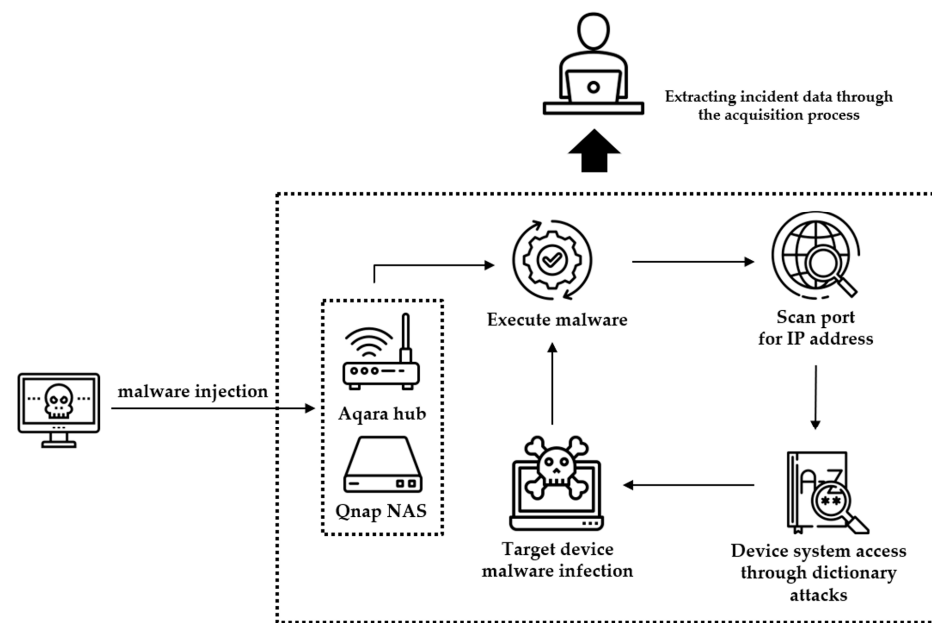 Extracting incident data through
the acquisition process
Execute malware
Scan port
for IP address
malware injection
Aqara hub
Qnap NAS
Target device
malware infection
Device system access
through dictionary
attacks
A-Z
**